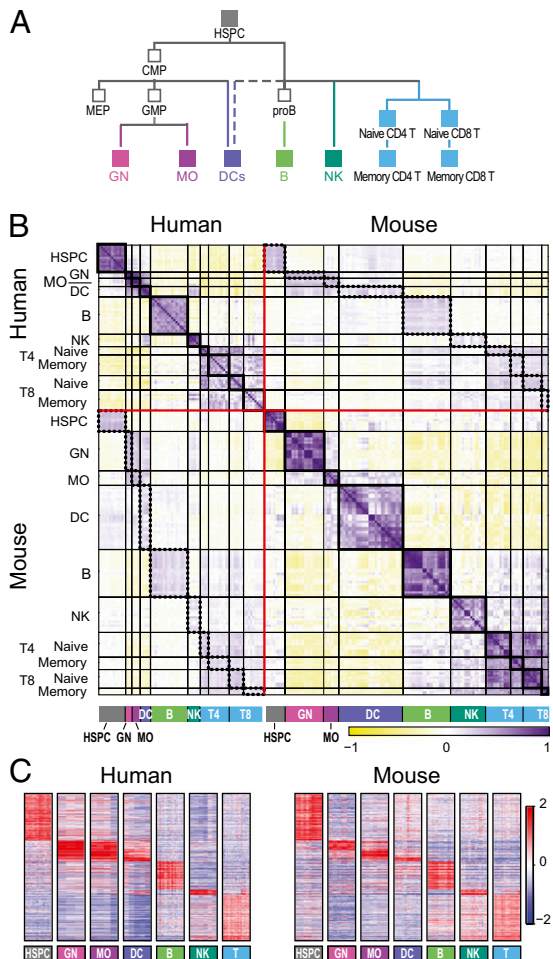 A
HSPC
CMP
MEP
GMP
proB
Naive CD4 T
Naive CD8 T
GN
MO
DCs
B
NK
Memory CD4 T
Memory CD8 T
B
Human
Mouse
Human
HSPC
GN
MO
DC
B
NK
T4
Naive
Memory
T8
Naive
Memory
Mouse
HSPC
GN
MO
DC
B
NK
T4
Naive
Memory
T8
Naive
Memory
DC B NK T4 T8 GN DC B NK T4 T8
HSPC GN MO HSPC MO
-1 0 1
C
Human
Mouse
2
0
-2
HSPC GN MO DC B NK T
HSPC GN MO DC B NK T